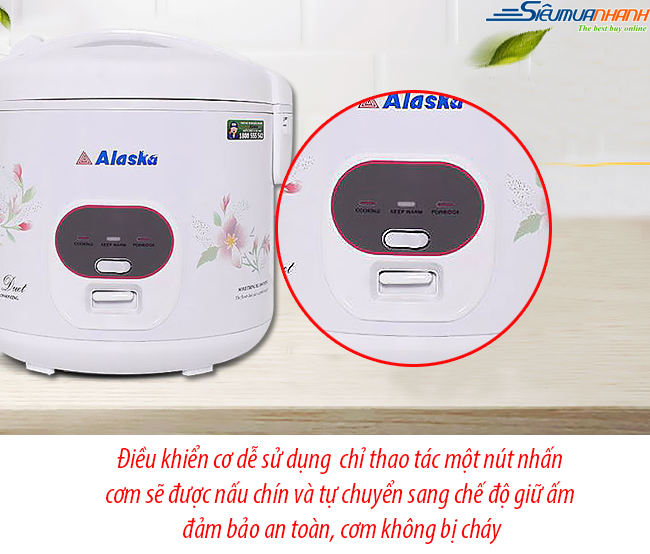 SIÊUMUANHANH
The best buy online
1800 555 542
Alaska
Alaska
COOKING KEEP WARM PORRIDGE
COOKING KEEP WARM PORRIDGE
Duet
Điều khiển cơ dễ sử dụng chỉ thao tác một nút nhấn
cơm sẽ được nấu chín và tự chuyển sang chế độ giữ ấm
đảm bảo an toàn, cơm không bị cháy